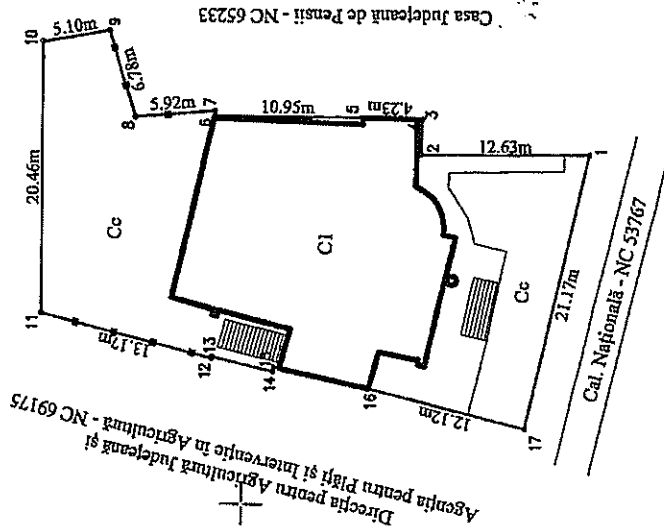 Casa Județeană de Pensii - NC 65233
10
5.10m
9
6.78m
20.46m
8
5.92m
7
6
10.95m
5
4.23m
3
4
2
12.63m
1
Cc
C1
11
13.17m
12
13
14
15
16
12.12m
17
Cc
21.17m
Cal. Națională - NC 53767
Direcția pentru Agricultură Județeană și
Agenția pentru Plăți și Intervenție în Agricultură - NC 69175